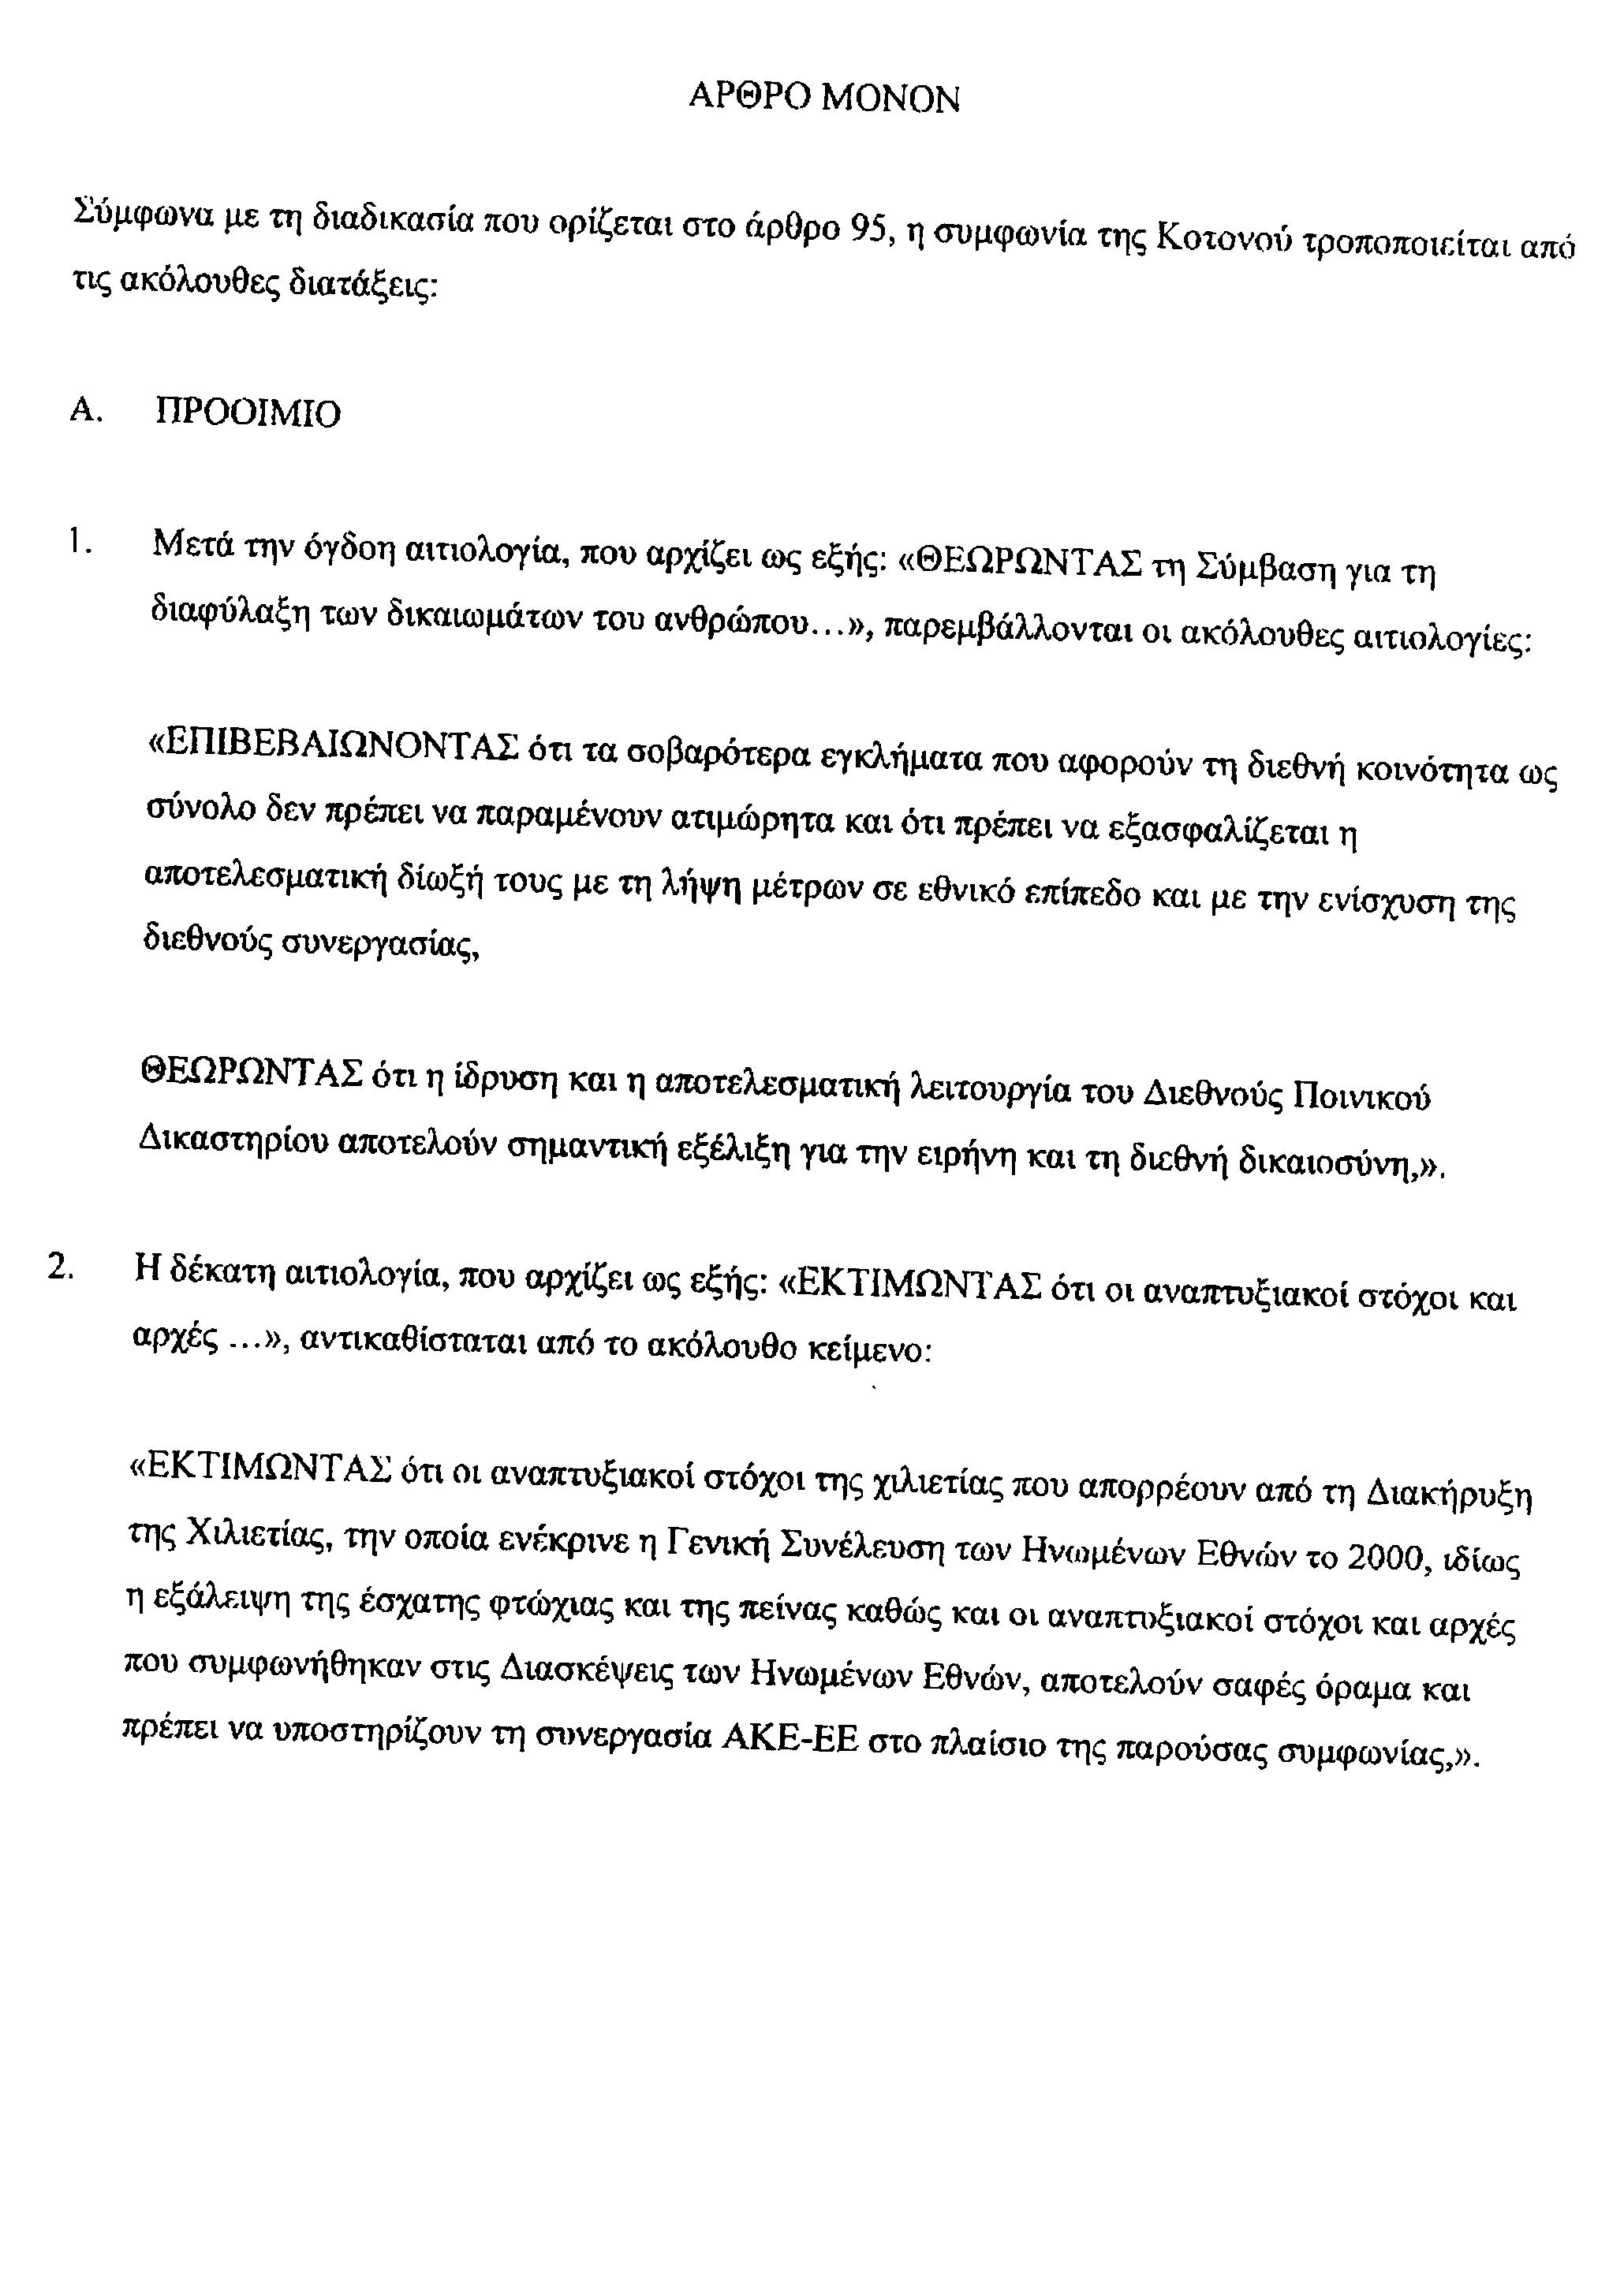 ΑΡΘΡΟ ΜΟΝΟΝ
Σύμφωνα με τη διαδικασία που ορίζεται στο άρθρο 95, η συμφωνία της Κοτονού τροποποιείται από
τις ακόλουθες διατάξεις:
Α. ΠΡΟΟΙΜΙΟ
1. Μετά την όγδοη αιτιολογία, που αρχίζει ως εξής: «ΘΕΩΡΩΝΤΑΣ τη Σύμβαση για τη
διαφύλαξη των δικαιωμάτων του ανθρώπου…», παρεμβάλλονται οι ακόλουθες αιτιολογίες:
«ΕΠΙΒΕΒΑΙΩΝΟΝΤΑΣ ότι τα σοβαρότερα εγκλήματα που αφορούν τη διεθνή κοινότητα ως
σύνολο δεν πρέπει να παραμένουν ατιμώρητα και ότι πρέπει να εξασφαλίζεται η
αποτελεσματική δίωξή τους με τη λήψη μέτρων σε εθνικό επίπεδο και με την ενίσχυση της
διεθνούς συνεργασίας,
ΘΕΩΡΩΝΤΑΣ ότι η ίδρυση και η αποτελεσματική λειτουργία του Διεθνούς Ποινικού
Δικαστηρίου αποτελούν σημαντική εξέλιξη για την ειρήνη και τη διεθνή δικαιοσύνη,».
2. Η δέκατη αιτιολογία, που αρχίζει ως εξής: «ΕΚΤΙΜΩΝΤΑΣ ότι οι αναπτυξιακοί στόχοι και
αρχές …», αντικαθίσταται από το ακόλουθο κείμενο:
«ΕΚΤΙΜΩΝΤΑΣ ότι οι αναπτυξιακοί στόχοι της χιλιετίας που απορρέουν από τη Διακήρυξη
της Χιλιετίας, την οποία ενέκρινε η Γενική Συνέλευση των Ηνωμένων Εθνών το 2000, ιδίως
η εξάλειψη της έσχατης φτώχιας και της πείνας καθώς και οι αναπτυξιακοί στόχοι και αρχές
που συμφωνήθηκαν στις Διασκέψεις των Ηνωμένων Εθνών, αποτελούν σαφές όραμα και
πρέπει να υποστηρίζουν τη συνεργασία ΑΚΕ-ΕΕ στο πλαίσιο της παρούσας συμφωνίας,».